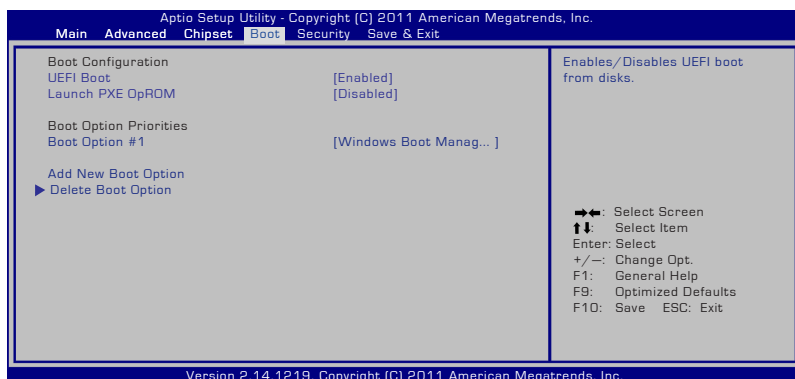 Aptio Setup Utility - Copyright (C) 2011 American Megatrends, Inc.
Main Advanced Chipset Boot Security Save & Exit
Boot Configuration
UEFI Boot [Enabled]
Launch PXE OpROM [Disabled]
Boot Option Priorities
Boot Option #1 [Windows Boot Manag... ]
Add New Boot Option
Delete Boot Option
Enables/Disables UEFI boot
from disks.
→←: Select Screen
↑↓: Select Item
Enter: Select
+/—: Change Opt.
F1: General Help
F9: Optimized Defaults
F10: Save ESC: Exit
Version 2.14.1219. Copyright (C) 2011 American Megatrends, Inc.